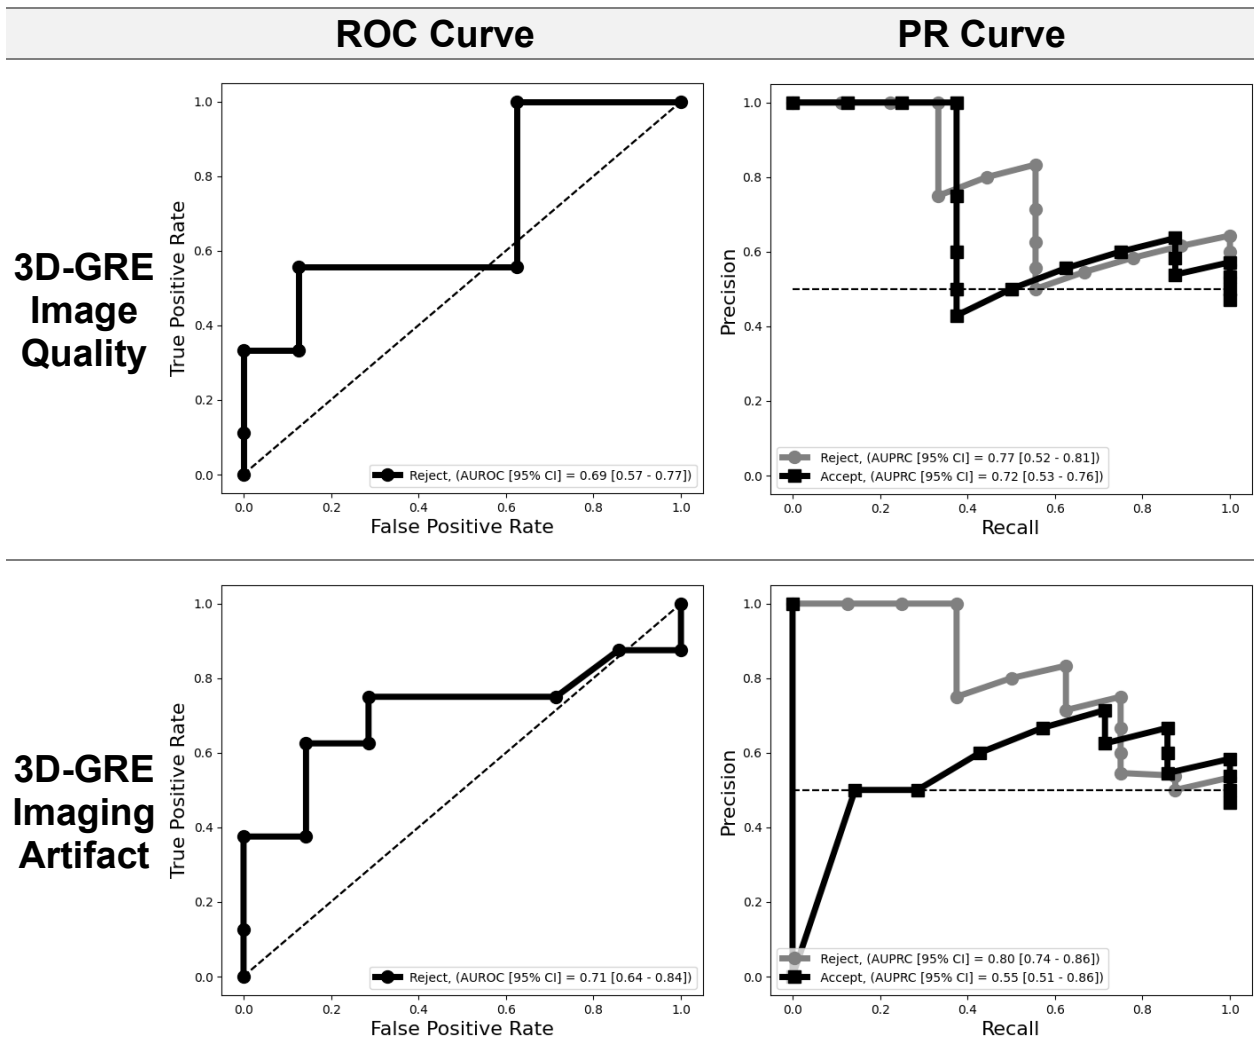 ROC Curve
PR Curve
3D-GRE
Image
Quality
True Positive Rate
1.0
0.8
0.6
0.4
0.2
0.0
Reject, (AUROC [95% CI] = 0.69 [0.57 - 0.77])
0.0 0.2 0.4 0.6 0.8 1.0
False Positive Rate
Precision
1.0
0.8
0.6
0.4
0.2
0.0
Reject, (AUPRC [95% CI] = 0.77 [0.52 - 0.81])
Accept, (AUPRC [95% CI] = 0.72 [0.53 - 0.76])
0.0 0.2 0.4 0.6 0.8 1.0
Recall
3D-GRE
Imaging
Artifact
True Positive Rate
1.0
0.8
0.6
0.4
0.2
0.0
Reject, (AUROC [95% CI] = 0.71 [0.64 - 0.84])
0.0 0.2 0.4 0.6 0.8 1.0
False Positive Rate
Precision
1.0
0.8
0.6
0.4
0.2
0.0
Reject, (AUPRC [95% CI] = 0.80 [0.74 - 0.86])
Accept, (AUPRC [95% CI] = 0.55 [0.51 - 0.86])
0.0 0.2 0.4 0.6 0.8 1.0
Recall